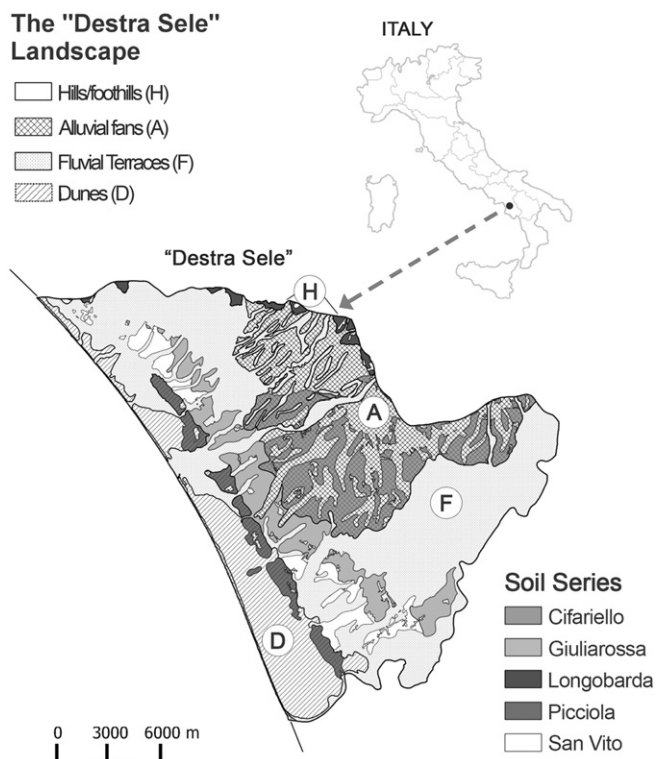 The "Destra Sele"
Landscape
Hills/foothills (H)
Alluvial fans (A)
Fluvial Terraces (F)
Dunes (D)
ITALY
"Destra Sele"
H
A
F
D
Soil Series
Cifariello
Giuliarossa
Longobarda
Picciola
San Vito
0 3000 6000 m